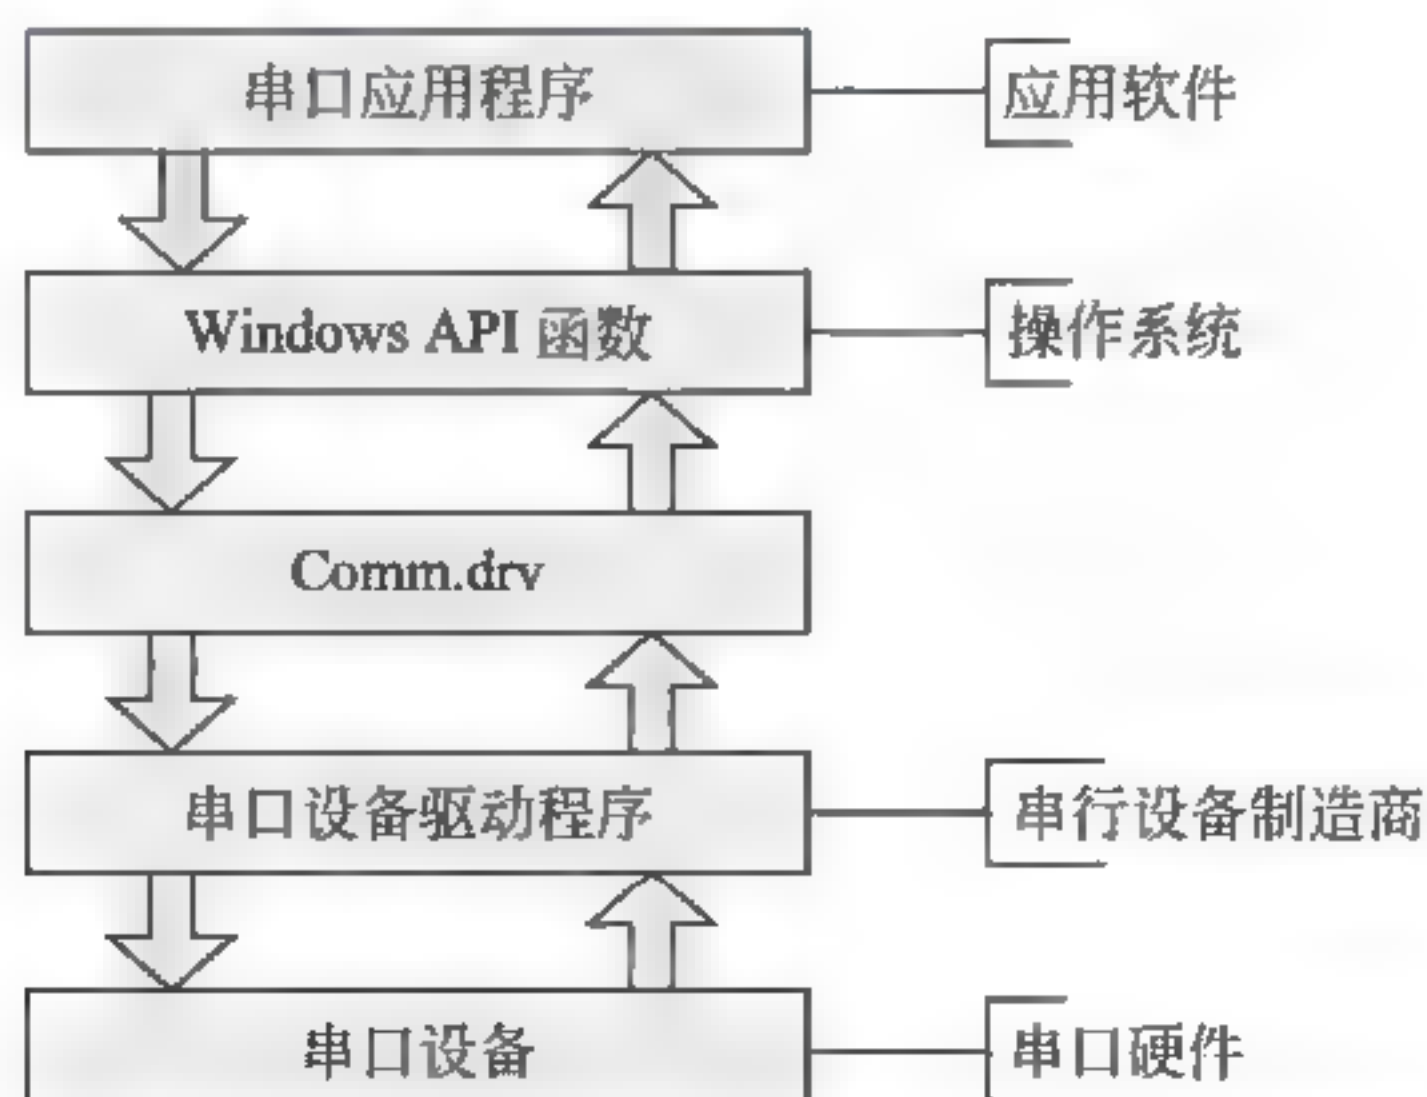 串口应用程序
应用软件
Windows API 函数
操作系统
Comm.drv
串口设备驱动程序
串行设备制造商
串口设备
串口硬件